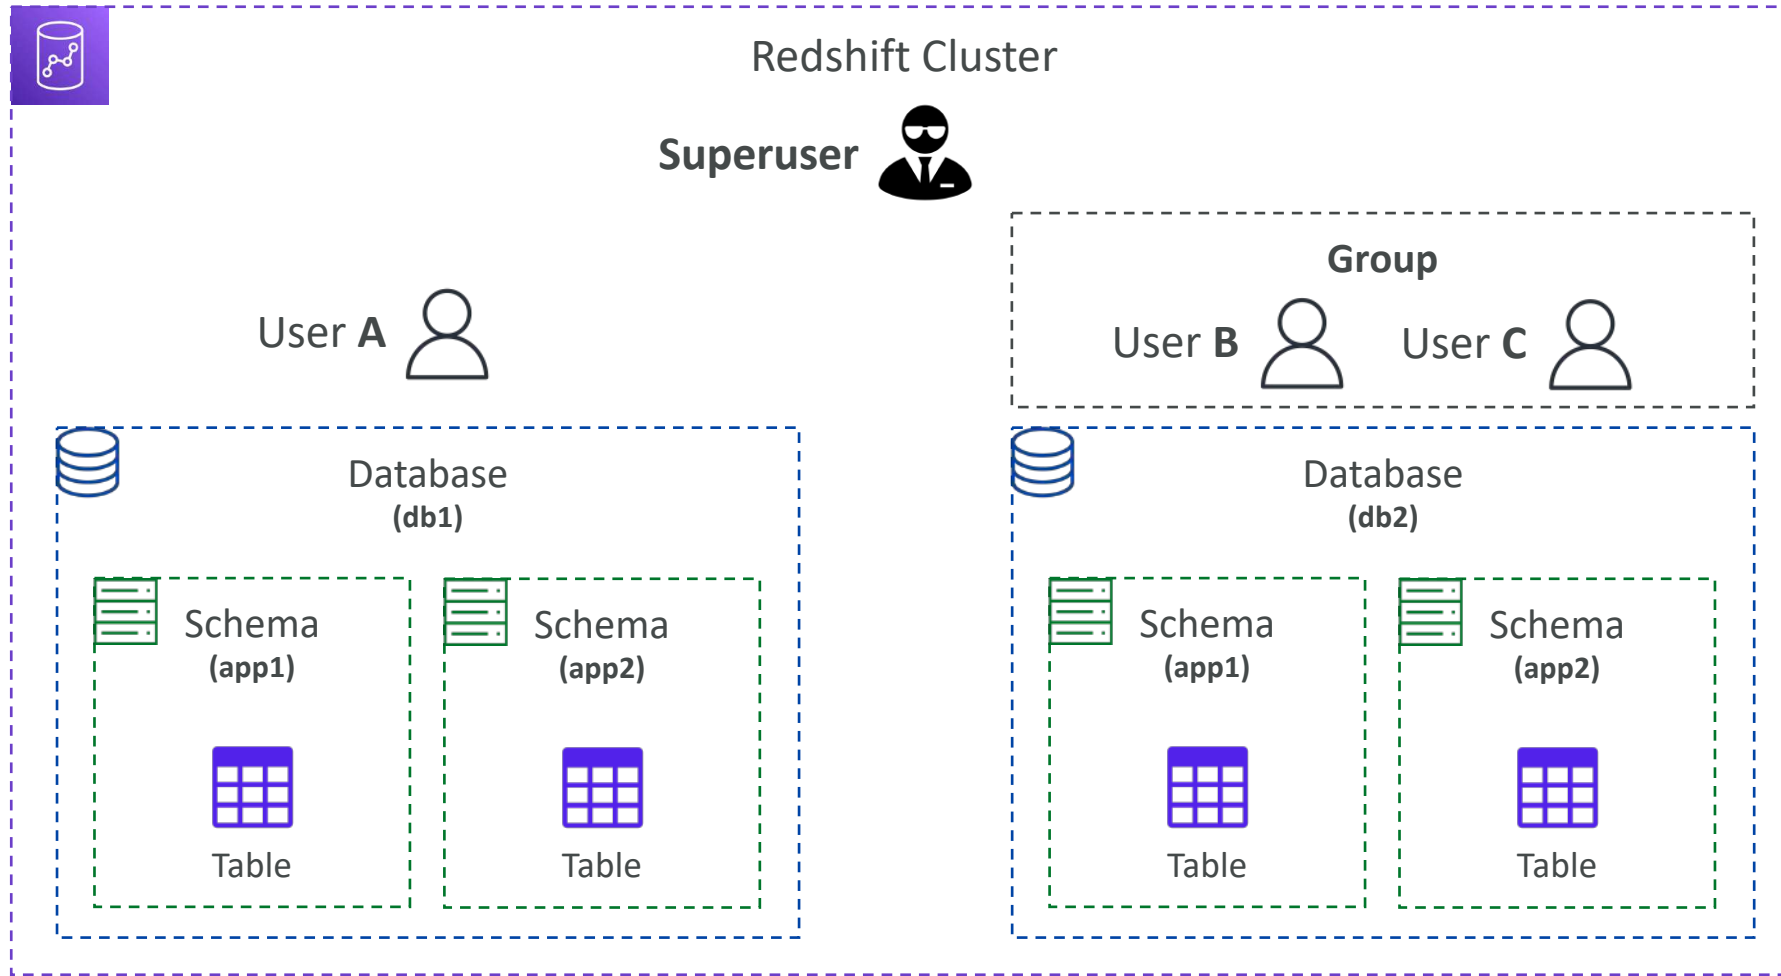 Redshift Cluster
Superuser
Group
User A
User B
User C
Database
(db1)
Schema
(app1)
Table
Schema
(app2)
Table
Database
(db2)
Schema
(app1)
Table
Schema
(app2)
Table